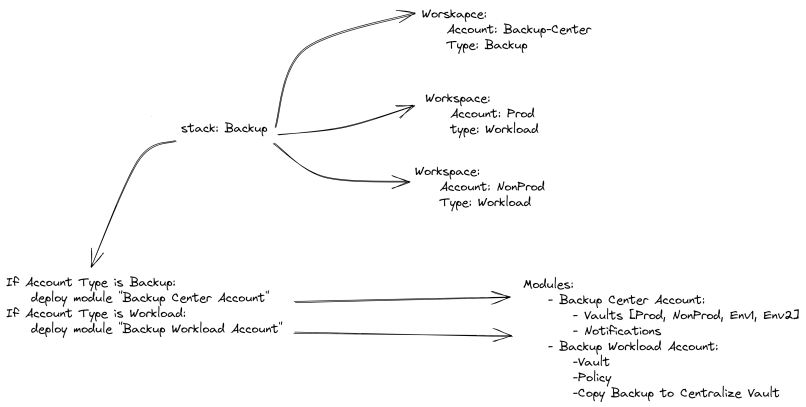 Worskapce:
Account: Backup-Center
Type: Backup
Workspace:
Account: Prod
type: Workload
stack: Backup
Workspace:
Account: NonProd
Type: Workload
If Account Type is Backup:
deploy module "Backup Center Account"
If Account Type is Workload:
deploy module "Backup Workload Account"
Modules:
- Backup Center Account:
- Vaults [Prod, NonProd, Env1, Env2]
- Notifications
- Backup Workload Account:
-Vault
-Policy
-Copy Backup to Centralize Vault